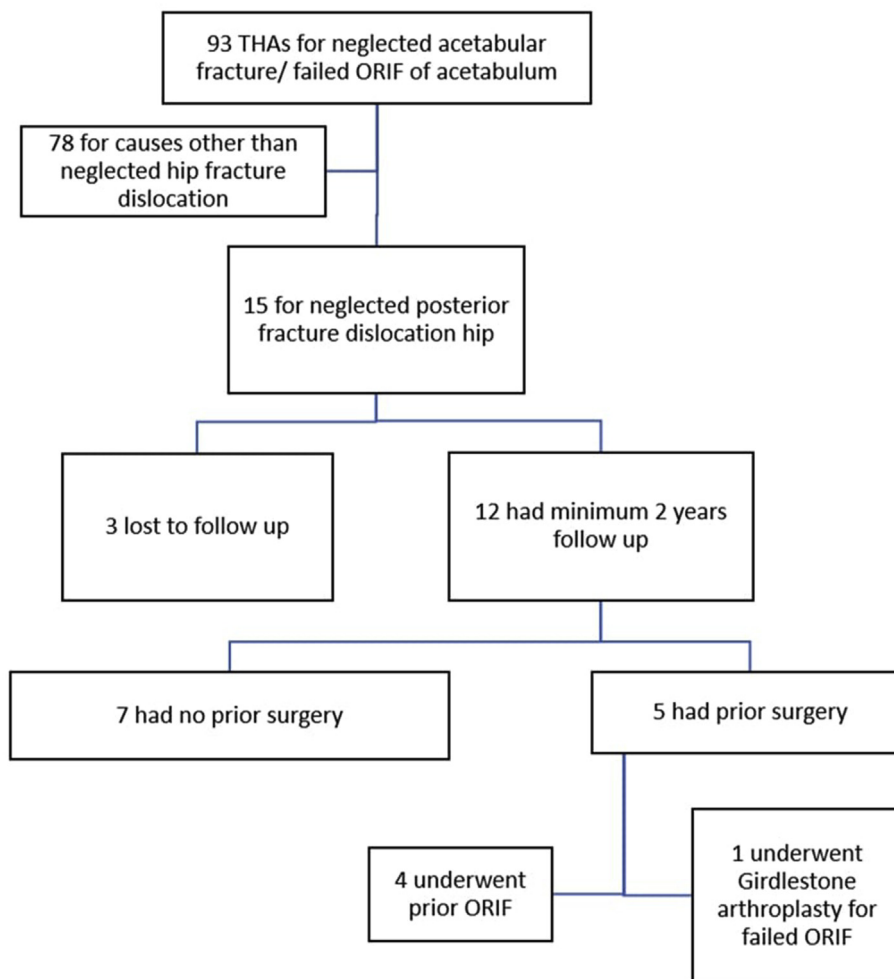 93 THAs for neglected acetabular
fracture/ failed ORIF of acetabulum
78 for causes other than
neglected hip fracture
dislocation
15 for neglected posterior
fracture dislocation hip
3 lost to follow up
12 had minimum 2 years
follow up
7 had no prior surgery
5 had prior surgery
4 underwent
prior ORIF
1 underwent
Girdlestone
arthroplasty for
failed ORIF